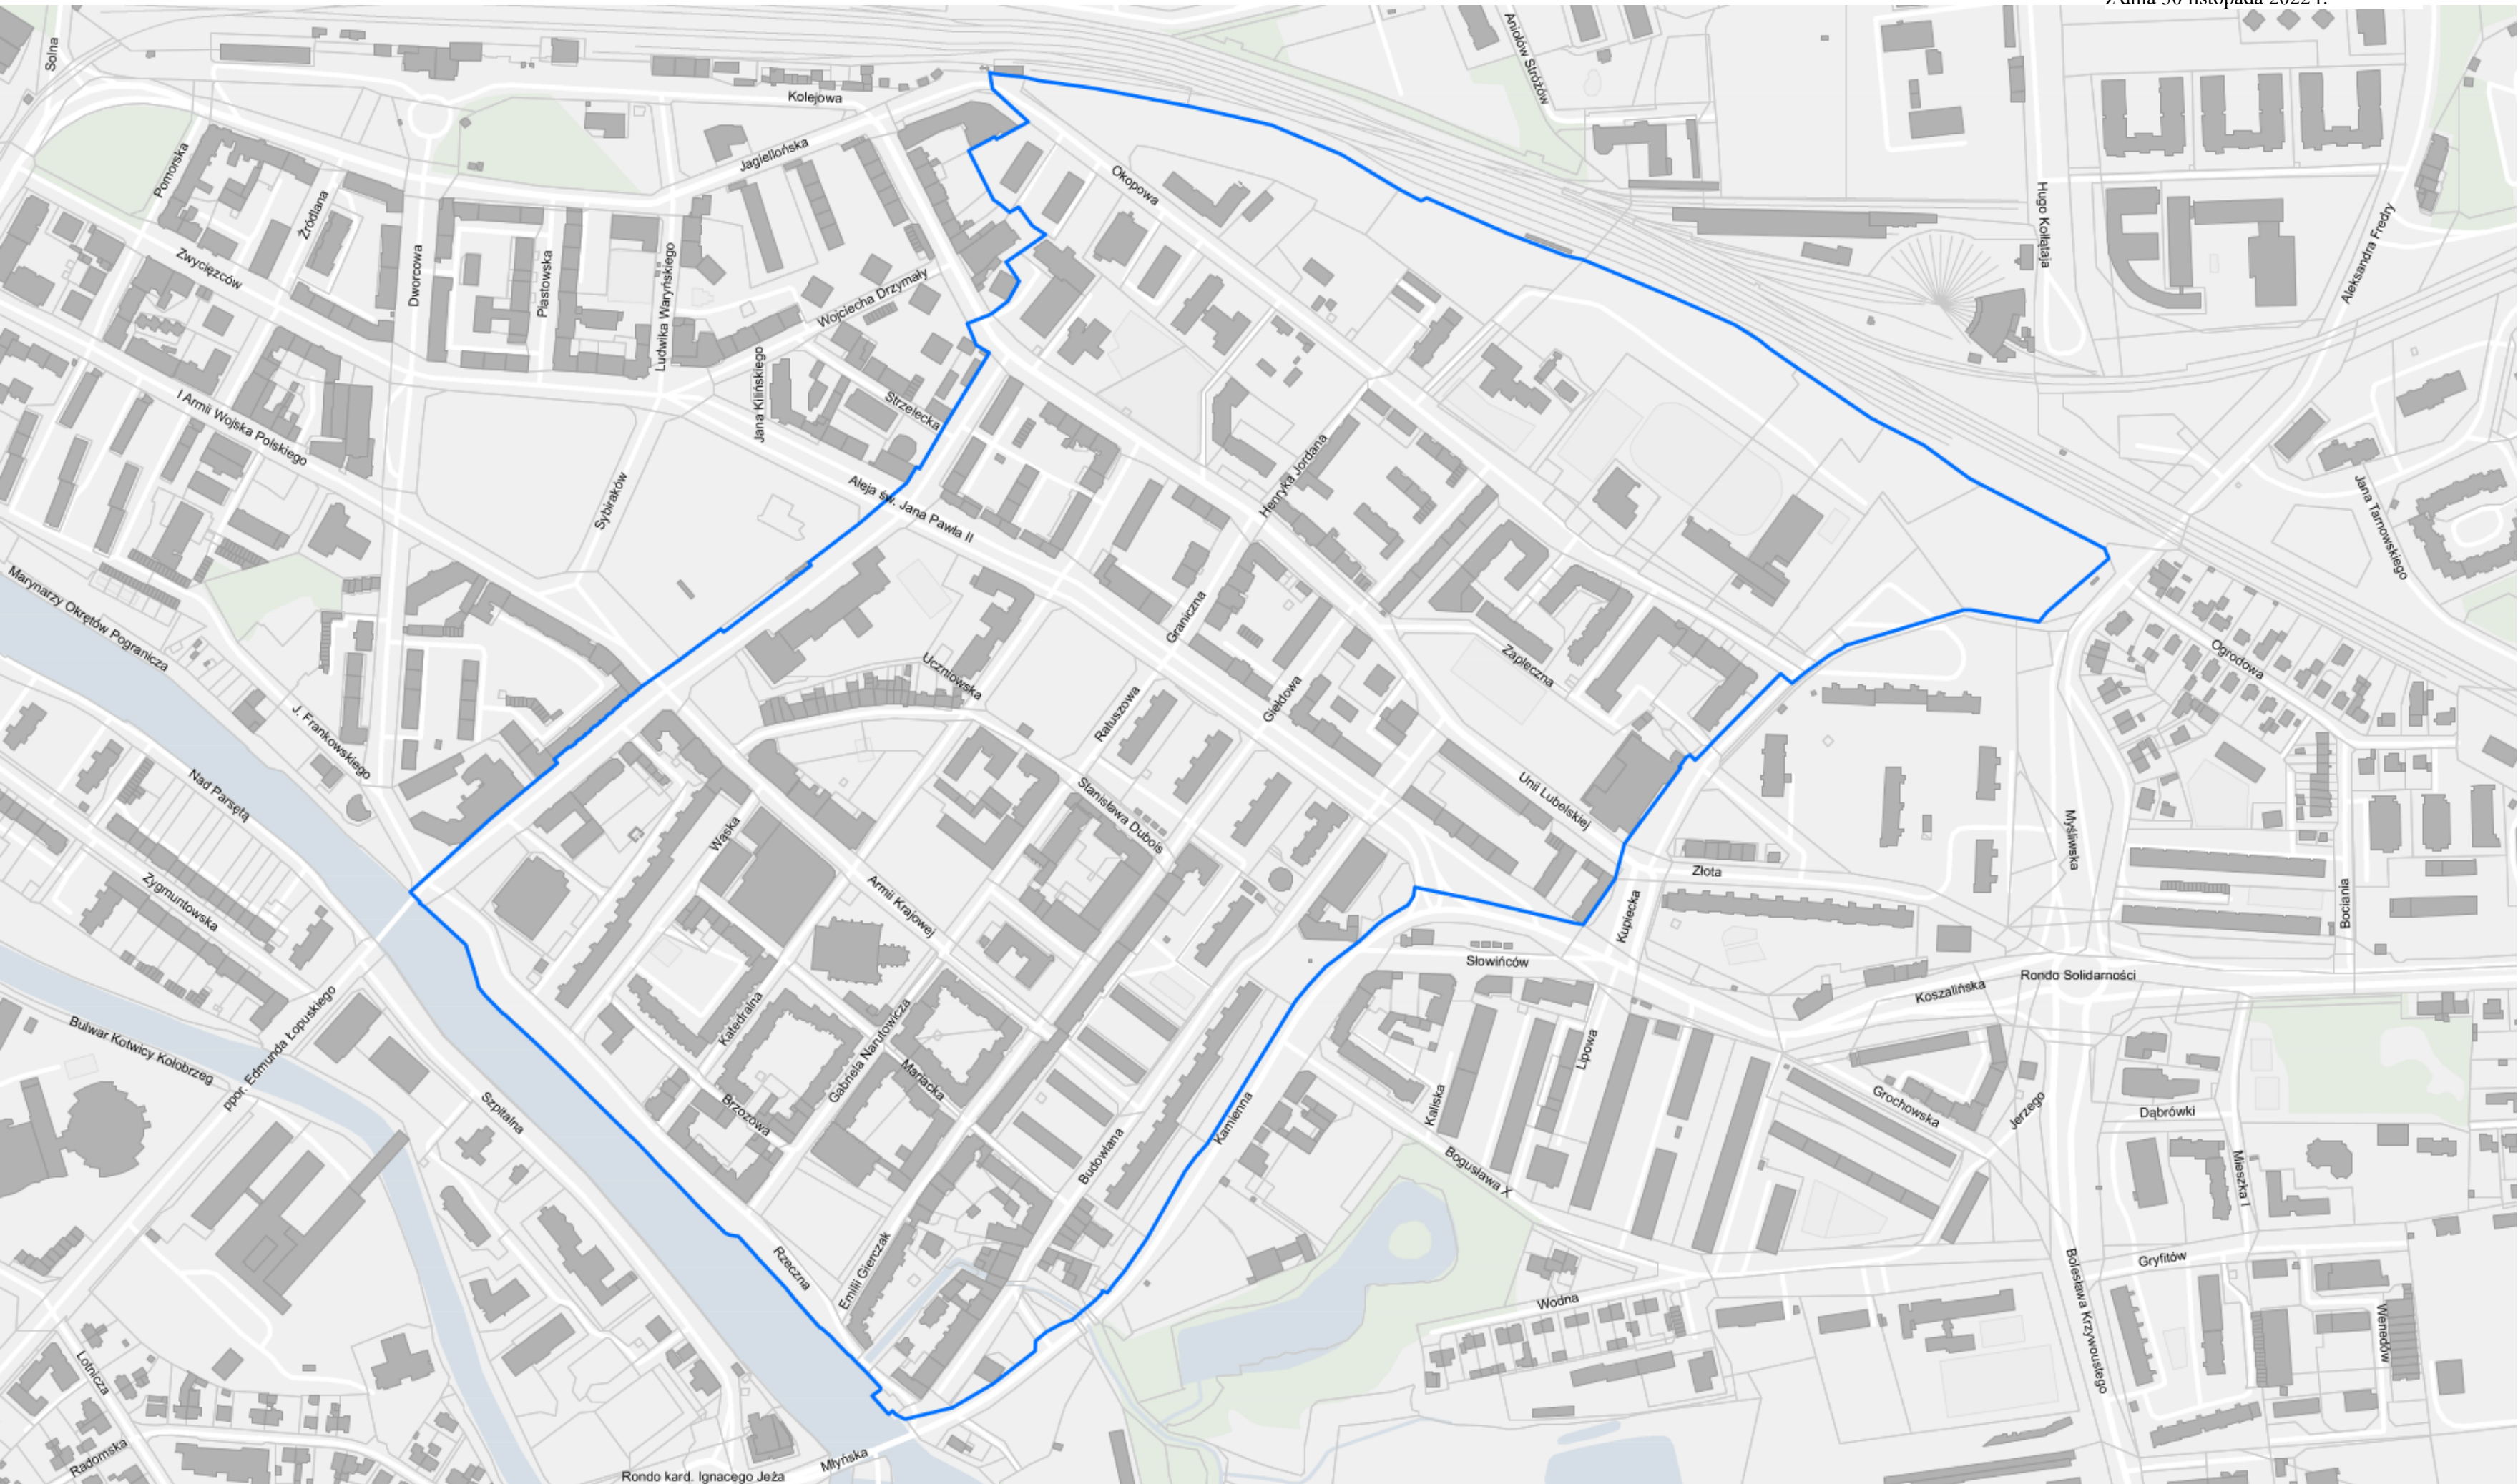 z dnia 30 listopada 2022 r.
Solna
Aniołów Stróżów
Kolejowa
Jagiellońska
Pomorska
Źródlana
Okopowa
Hugo Kołłątaja
Aleksandra Fredry
Zwycięzców
Dworcowa
Piastowska
Ludwika Waryńskiego
Wojciecha Drzymały
Jana Kilińskiego
Strzelecka
I Armii Wojska Polskiego
Henryka Jordana
Sybiraków
Aleja św. Jana Pawła II
Jana Tarnowskiego
Marynarzy Okrętów Pogranicza
Graniczna
Zapleczna
Ogrodowa
Uczniowska
Giełdowa
Ratuszowa
J. Frankowskiego
Nad Parsętą
Unii Lubelskiej
Stanisława Dubois
Wąska
Myśliwska
Złota
Zygmuntowska
Armii Krajowej
Kupiecka
Bociania
Słowińców
Rondo Solidarności
Koszalińska
Katedralna
Gabriela Narutowicza
Bulwar Kotwicy Kołobrzeg
ppor. Edmunda Łopuskiego
Lipowa
Mariacka
Szpitalna
Brzozowa
Kamienna
Kaliska
Grochowska
Jerzego
Dąbrówki
Budowlana
Bogusława X
Mieszka I
Rzeczna
Emilii Gierczak
Gryfitów
Wodna
Bolesława Krzywoustego
Wenedów
Lotnicza
Radomska
Młyńska
Rondo kard. Ignacego Jeża